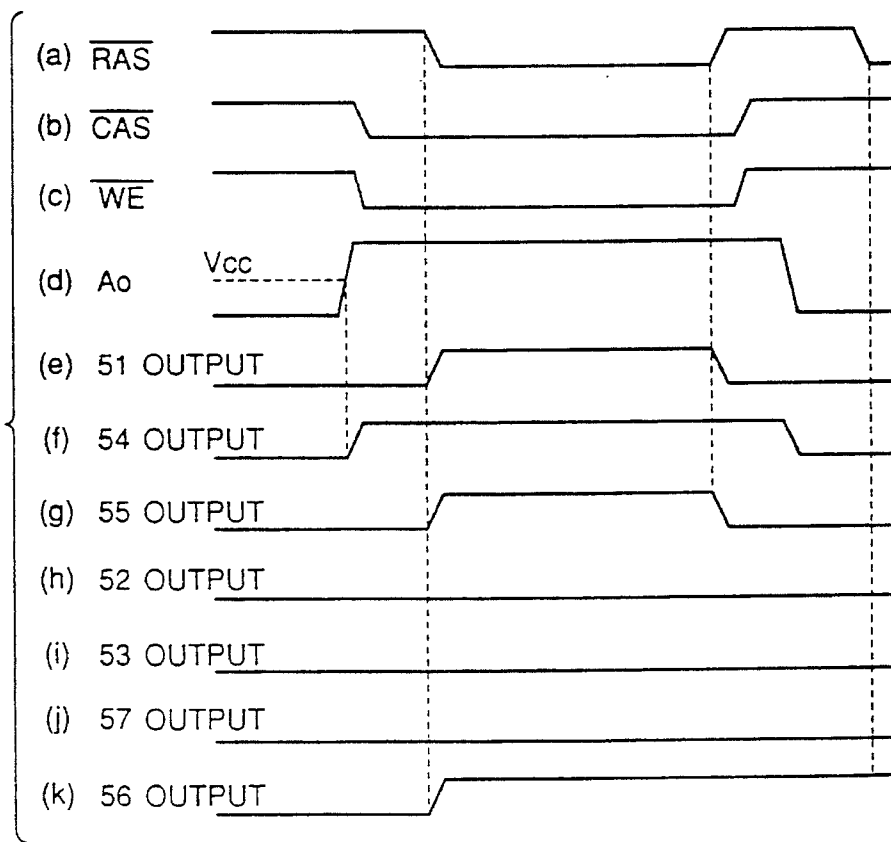 (a) RAS
(b) CAS
(c) WE
Vcc
(d) Ao
(e) 51 OUTPUT
(f) 54 OUTPUT
(g) 55 OUTPUT
(h) 52 OUTPUT
(i) 53 OUTPUT
(j) 57 OUTPUT
(k) 56 OUTPUT